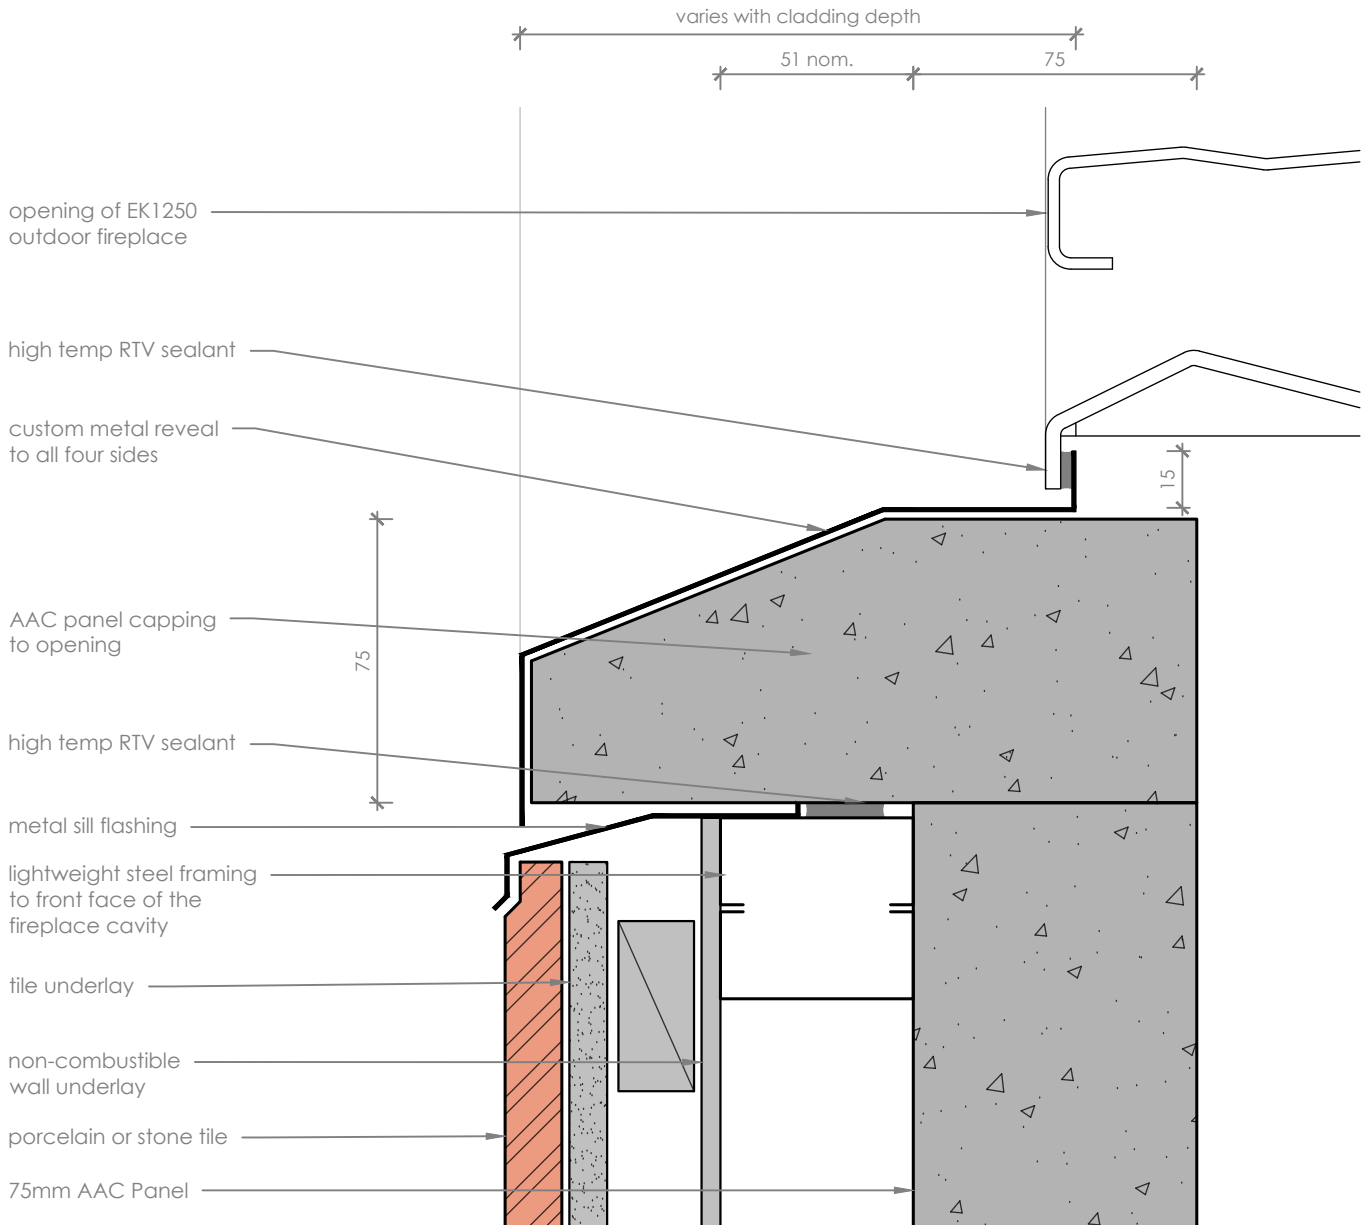 varies with cladding depth
51 nom.
75
opening of EK1250
outdoor fireplace
high temp RTV sealant
custom metal reveal
to all four sides
15
AAC panel capping
to opening
75
high temp RTV sealant
metal sill flashing
lightweight steel framing
to front face of the
fireplace cavity
tile underlay
non-combustible
wall underlay
porcelain or stone tile
75mm AAC Panel